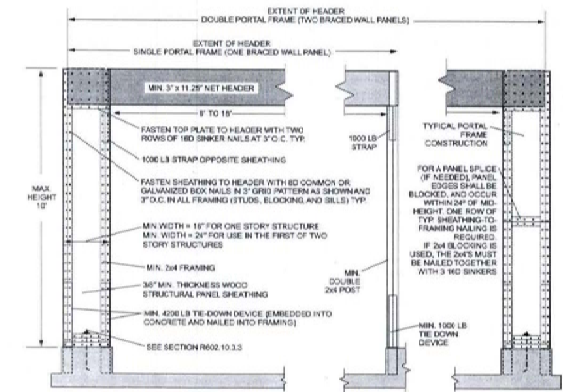 EXTENT OF HEADER
DOUBLE PORTAL FRAME (TWO BRACED WALL PANELS)
EXTENT OF HEADER
SINGLE PORTAL FRAME (ONE BRACED WALL PANEL)
MIN. 3" x 11.25" NET HEADER
6' TO 18'
FASTEN TOP PLATE TO HEADER WITH TWO
ROWS OF 16D SINKER NAILS AT 3" O.C. TYP.
1000 LB
STRAP
1000 LB STRAP OPPOSITE SHEATHING
FASTEN SHEATHING TO HEADER WITH 8D COMMON OR
GALVANIZED BOX NAILS IN 3" GRID PATTERN AS SHOWN AND
3" O.C. IN ALL FRAMING (STUDS, BLOCKING, AND SILLS) TYP.
MAX.
HEIGHT
10'
MIN. WIDTH = 16" FOR ONE STORY STRUCTURE
MIN. WIDTH = 24" FOR USE IN THE FIRST OF TWO
STORY STRUCTURES
MIN. 2x4 FRAMING
3/8" MIN. THICKNESS WOOD
STRUCTURAL PANEL SHEATHING
MIN. 4200 LB TIE-DOWN DEVICE (EMBEDDED INTO
CONCRETE AND NAILED INTO FRAMING)
SEE SECTION R602.10.3.3
MIN.
DOUBLE
2x4 POST
MIN. 1000 LB
TIE DOWN
DEVICE
TYPICAL PORTAL
FRAME
CONSTRUCTION
FOR A PANEL SPLICE
(IF NEEDED), PANEL
EDGES SHALL BE
BLOCKED, AND OCCUR
WITHIN 24" OF MID-
HEIGHT. ONE ROW OF
TYP. SHEATHING-TO-
FRAMING NAILING IS
REQUIRED.
IF 2x4 BLOCKING IS
USED, THE 2x4'S MUST
BE NAILED TOGETHER
WITH 3 16D SINKERS